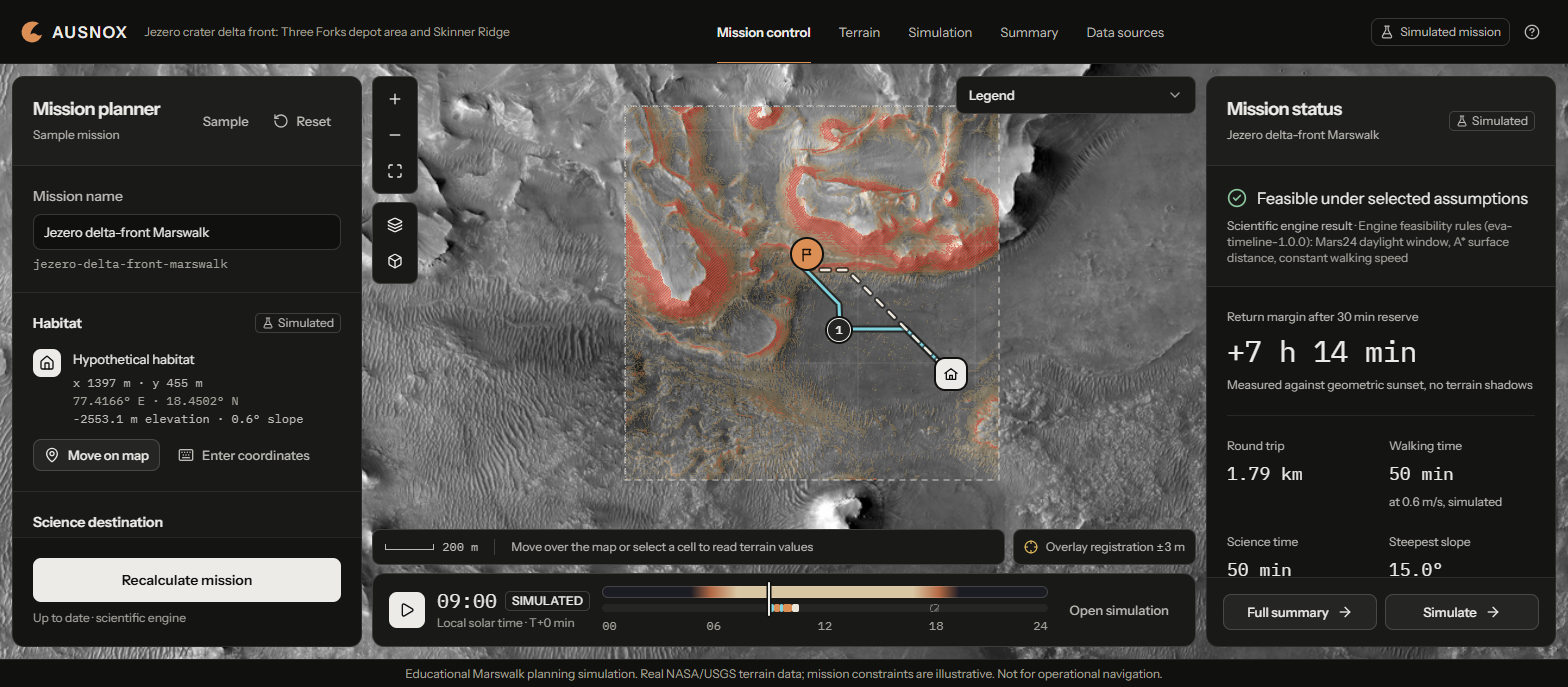 AUSNOX
Jezero crater delta front: Three Forks depot area and Skinner Ridge
Mission control
Terrain
Simulation
Summary
Data sources
Simulated mission
Mission planner
Sample mission
Sample
Reset
Mission name
Jezero delta-front Marswalk
jezero-delta-front-marswalk
Habitat
Simulated
Hypothetical habitat
x 1397 m · y 455 m
77.4166° E · 18.4502° N
-2553.1 m elevation · 0.6° slope
Move on map
Enter coordinates
Science destination
Recalculate mission
Up to date · scientific engine
Legend
1
200 m
Move over the map or select a cell to read terrain values
Overlay registration ±3 m
09:00 SIMULATED
Local solar time · T+0 min
00 06 12 18 24
Open simulation
Mission status
Jezero delta-front Marswalk
Simulated
Feasible under selected assumptions
Scientific engine result · Engine feasibility rules (eva-
timeline-1.0.0): Mars24 daylight window, A* surface
distance, constant walking speed
Return margin after 30 min reserve
+7 h 14 min
Measured against geometric sunset, no terrain shadows
Round trip
1.79 km
Walking time
50 min
at 0.6 m/s, simulated
Science time
50 min
Steepest slope
15.0°
Full summary
Simulate
Educational Marswalk planning simulation. Real NASA/USGS terrain data; mission constraints are illustrative. Not for operational navigation.